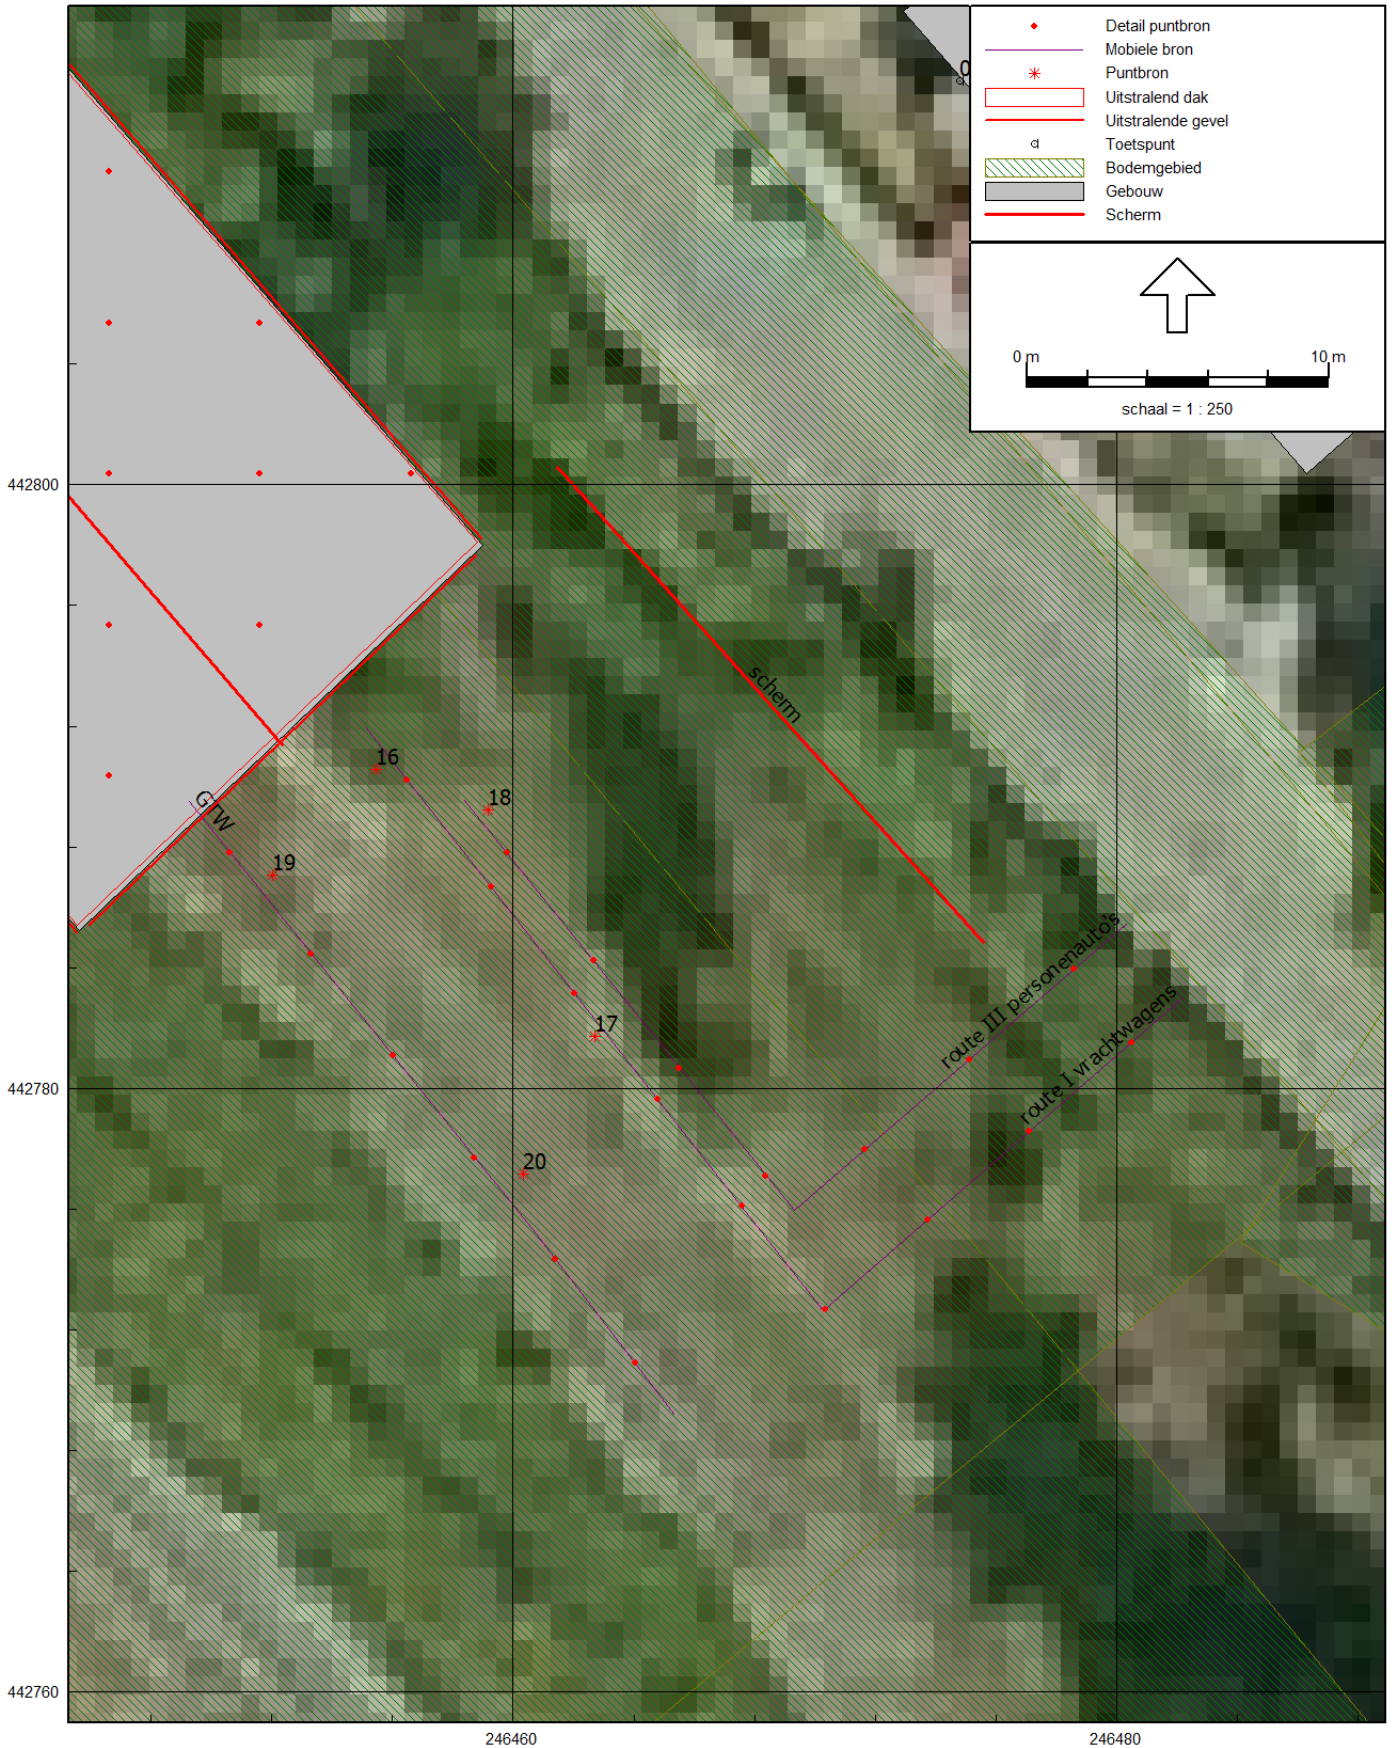 Detail puntbron
Mobiele bron
Puntbron
Uitstralend dak
Uitstralende gevel
Toetspunt
Bodemgebied
Gebouw
Scherm
0 m
10 m
schaal = 1 : 250
0
442800
scherm
16
18
GTW
19
17
route III personenauto's
route I vrachtwagens
442780
20
442760
246460
246480